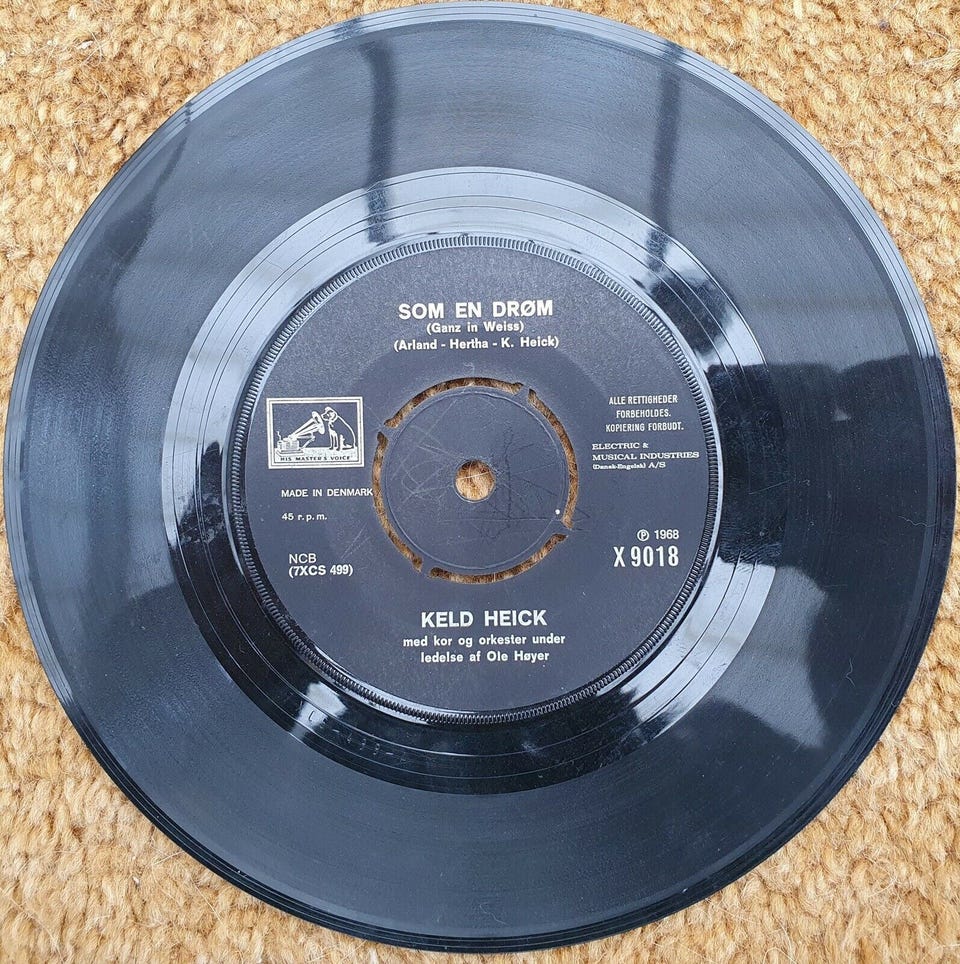 SOM EN DRØM
(Ganz in Weiss)
(Arland - Hertha - K. Heick)
HIS MASTER'S VOICE
ALLE RETTIGHEDER
FORBEHOLDES.
KOPIERING FORBUDT.
ELECTRIC &
MUSICAL INDUSTRIES
(Dansk-Engelsk) A/S
MADE IN DENMARK
45 r.p.m.
NCB
(7XCS 499)
℗ 1968
X 9018
KELD HEICK
med kor og orkester under
ledelse af Ole Høyer